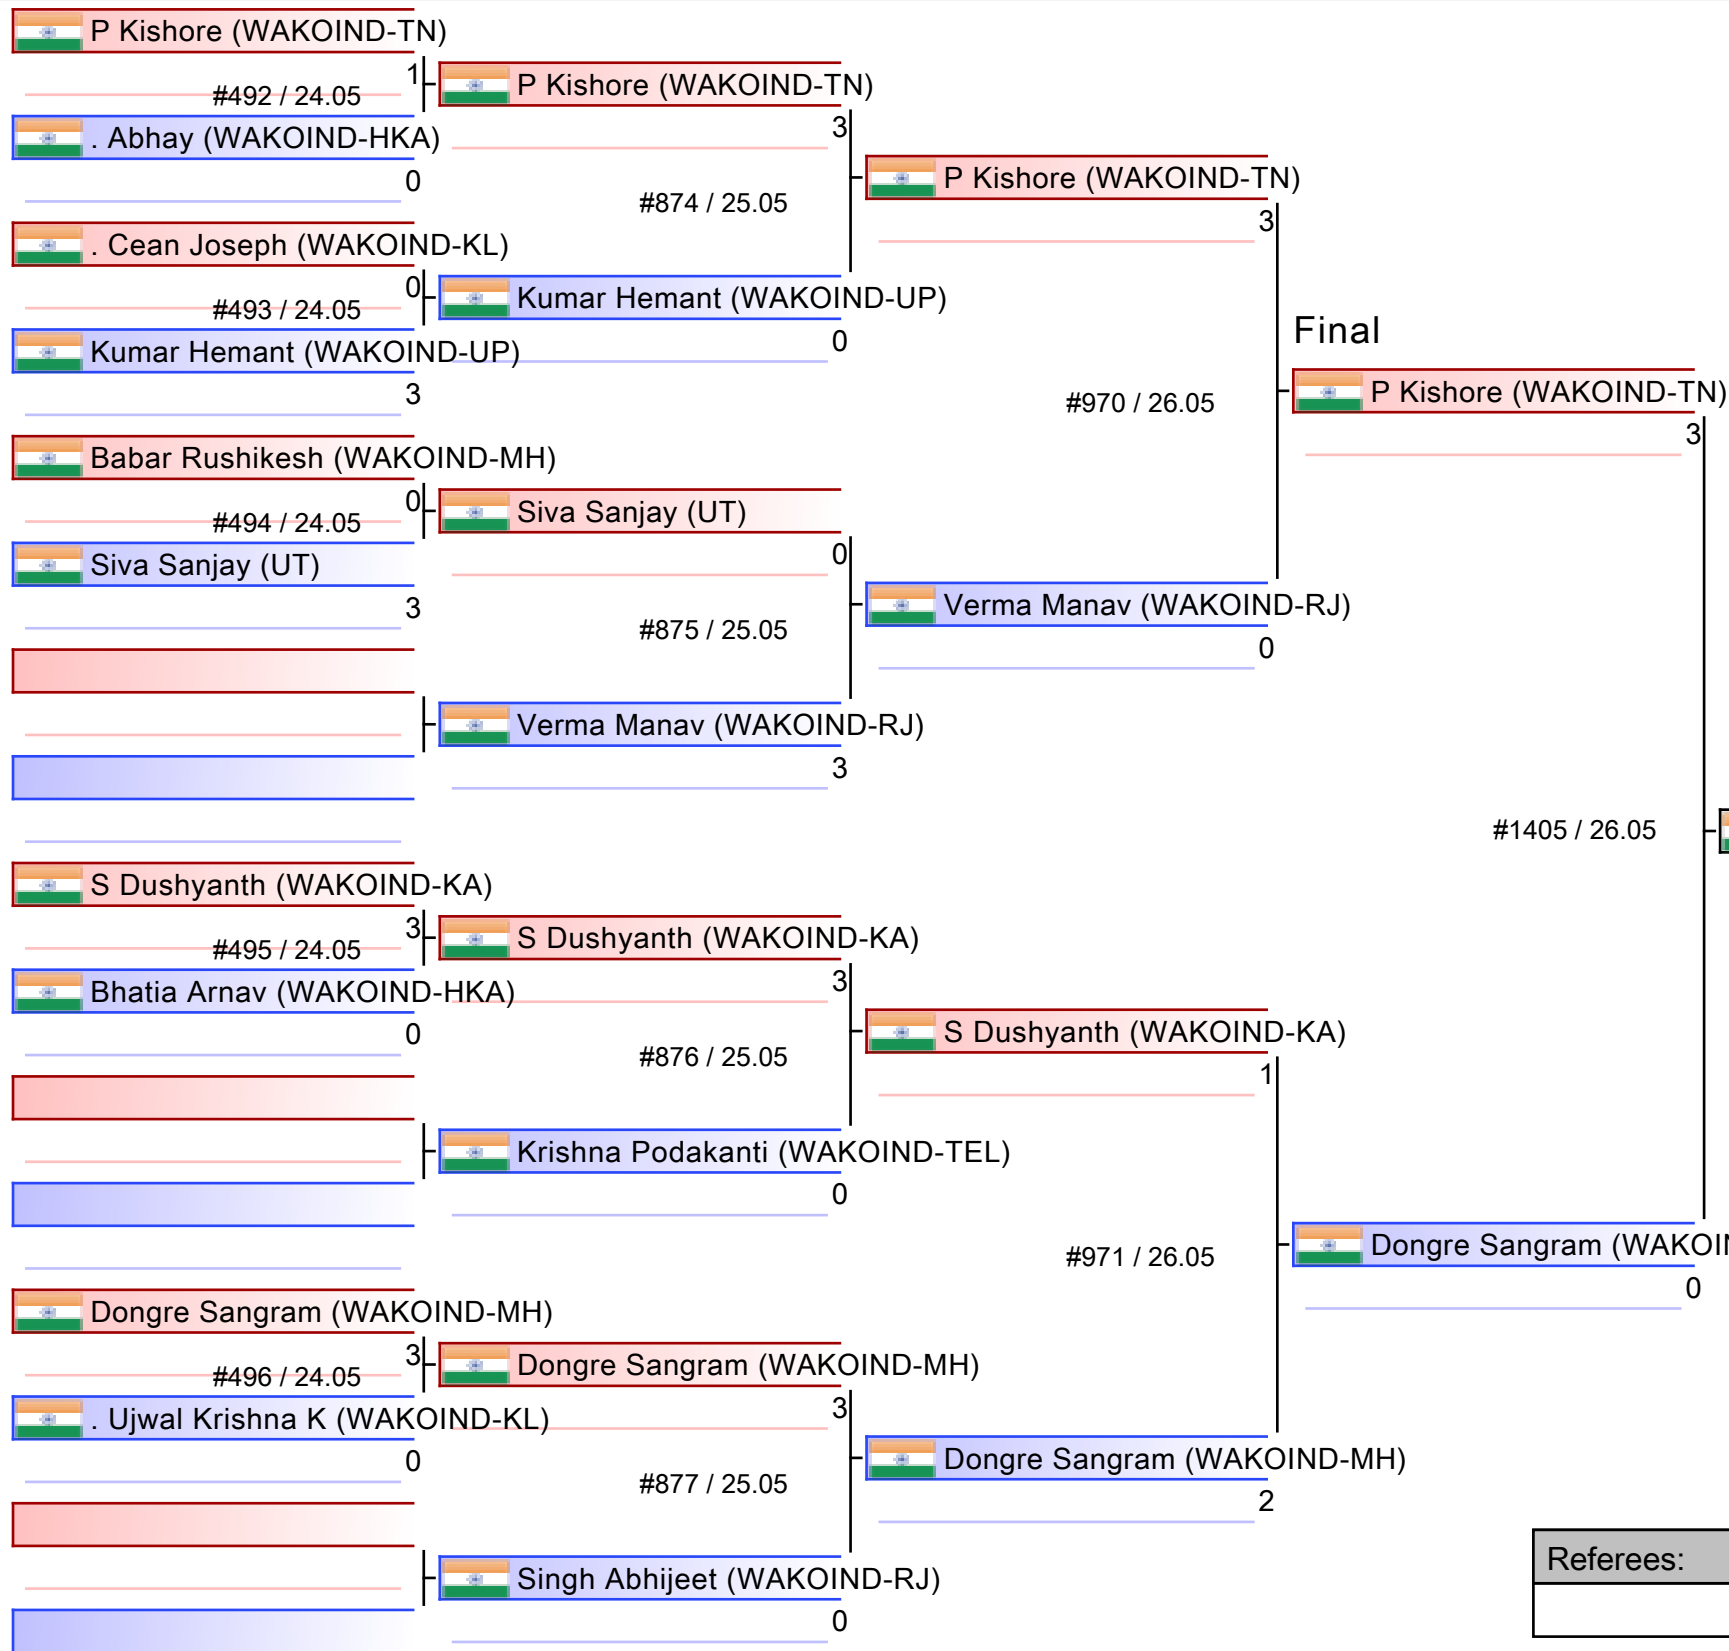 P Kishore (WAKOIND-TN)
1
#492 / 24.05
. Abhay (WAKOIND-HKA)
0
. Cean Joseph (WAKOIND-KL)
0
#493 / 24.05
Kumar Hemant (WAKOIND-UP)
3
Babar Rushikesh (WAKOIND-MH)
0
#494 / 24.05
Siva Sanjay (UT)
3
S Dushyanth (WAKOIND-KA)
3
#495 / 24.05
Bhatia Arnav (WAKOIND-HKA)
0
Dongre Sangram (WAKOIND-MH)
3
#496 / 24.05
. Ujwal Krishna K (WAKOIND-KL)
0
P Kishore (WAKOIND-TN)
3
#874 / 25.05
Kumar Hemant (WAKOIND-UP)
0
Siva Sanjay (UT)
0
#875 / 25.05
Verma Manav (WAKOIND-RJ)
3
S Dushyanth (WAKOIND-KA)
3
#876 / 25.05
Krishna Podakanti (WAKOIND-TEL)
0
Dongre Sangram (WAKOIND-MH)
3
#877 / 25.05
Singh Abhijeet (WAKOIND-RJ)
0
P Kishore (WAKOIND-TN)
3
#970 / 26.05
Verma Manav (WAKOIND-RJ)
0
S Dushyanth (WAKOIND-KA)
1
#971 / 26.05
Dongre Sangram (WAKOIND-MH)
2
Final
P Kishore (WAKOIND-TN)
3
#1405 / 26.05
Dongre Sangram
0
Referees: